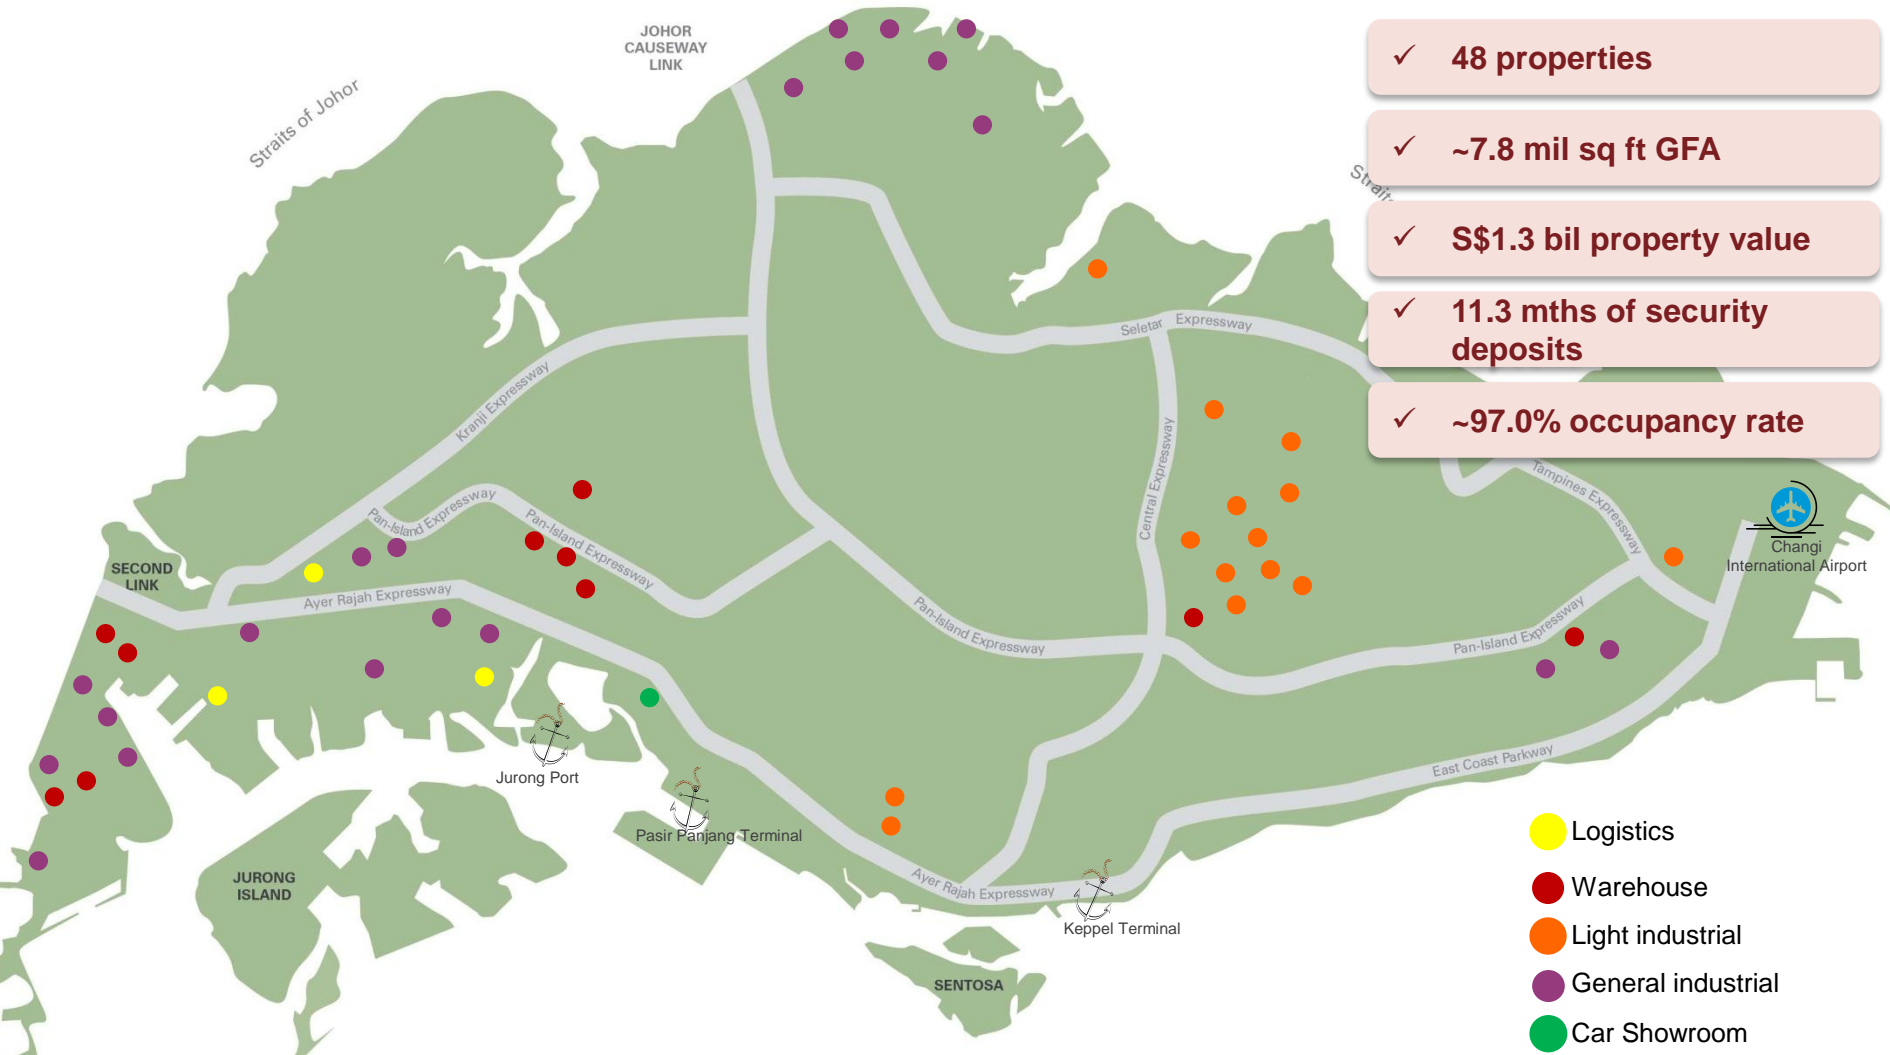 JOHOR
CAUSEWAY
LINK
Straits of Johor
Straits
✓ 48 properties
✓ ~7.8 mil sq ft GFA
✓ S$1.3 bil property value
✓ 11.3 mths of security
deposits
✓ ~97.0% occupancy rate
Seletar Expressway
Kranji Expressway
Central Expressway
Tampines Expressway
Pan-Island Expressway
Pan-Island Expressway
Changi
International Airport
SECOND
LINK
Ayer Rajah Expressway
Pan-Island Expressway
Pan-Island Expressway
East Coast Parkway
Jurong Port
Pasir Panjang Terminal
JURONG
ISLAND
Ayer Rajah Expressway
Keppel Terminal
SENTOSA
Logistics
Warehouse
Light industrial
General industrial
Car Showroom